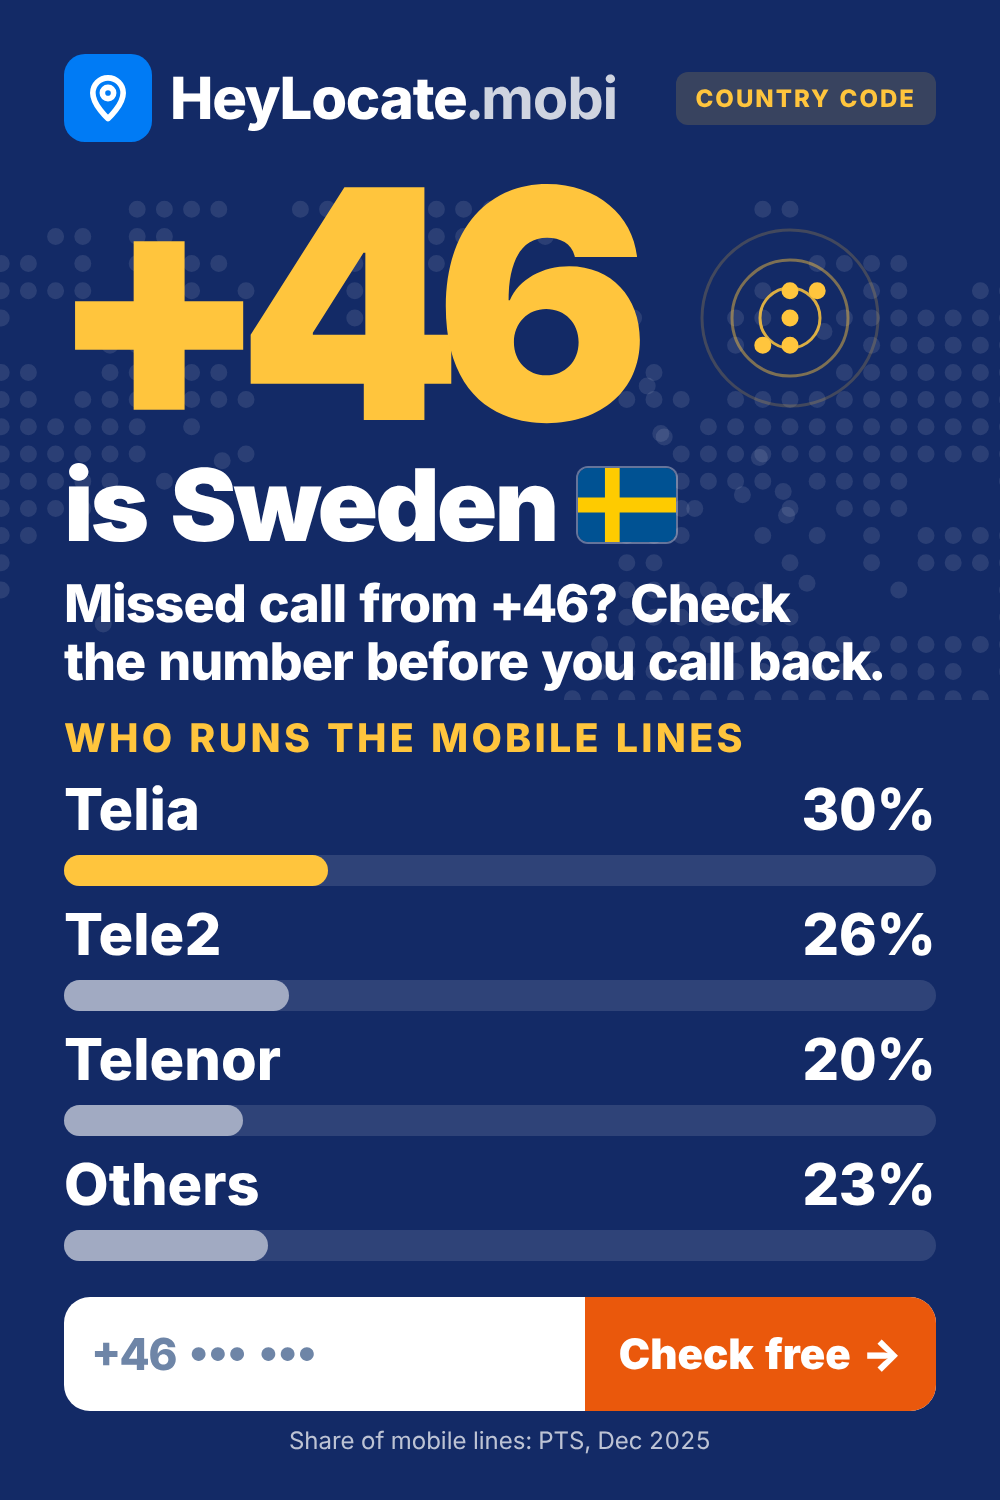 HeyLocate.mobi
COUNTRY CODE
+46
is Sweden
Missed call from +46? Check
the number before you call back.
WHO RUNS THE MOBILE LINES
Telia 30%
Tele2 26%
Telenor 20%
Others 23%
+46 ••• •••
Check free →
Share of mobile lines: PTS, Dec 2025